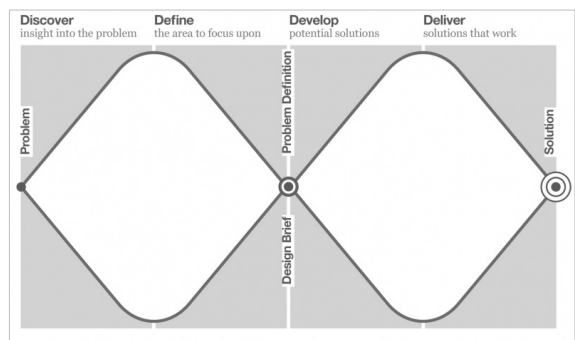 Discover
insight into the problem
Define
the area to focus upon
Develop
potential solutions
Deliver
solutions that work
Problem
Problem Definition
Design Brief
Solution